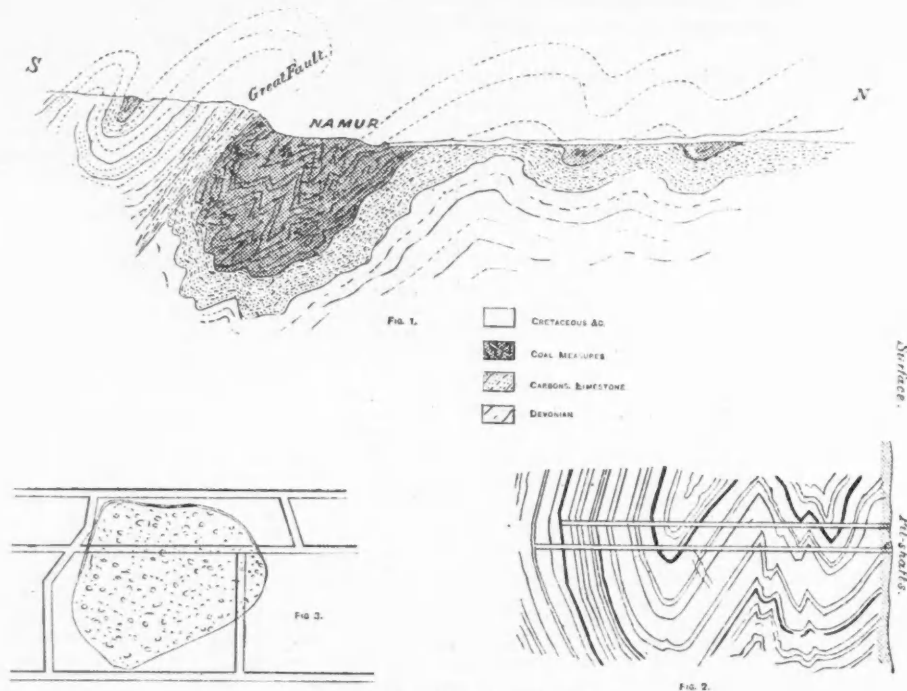 S
Great Fault.
NAMUR
N
FIG. 1.
CRETACEOUS &C.
COAL MEASURES
CARBONS. LIMESTONE
DEVONIAN
Surface.
Pit-shafts.
FIG 3.
FIG. 2.